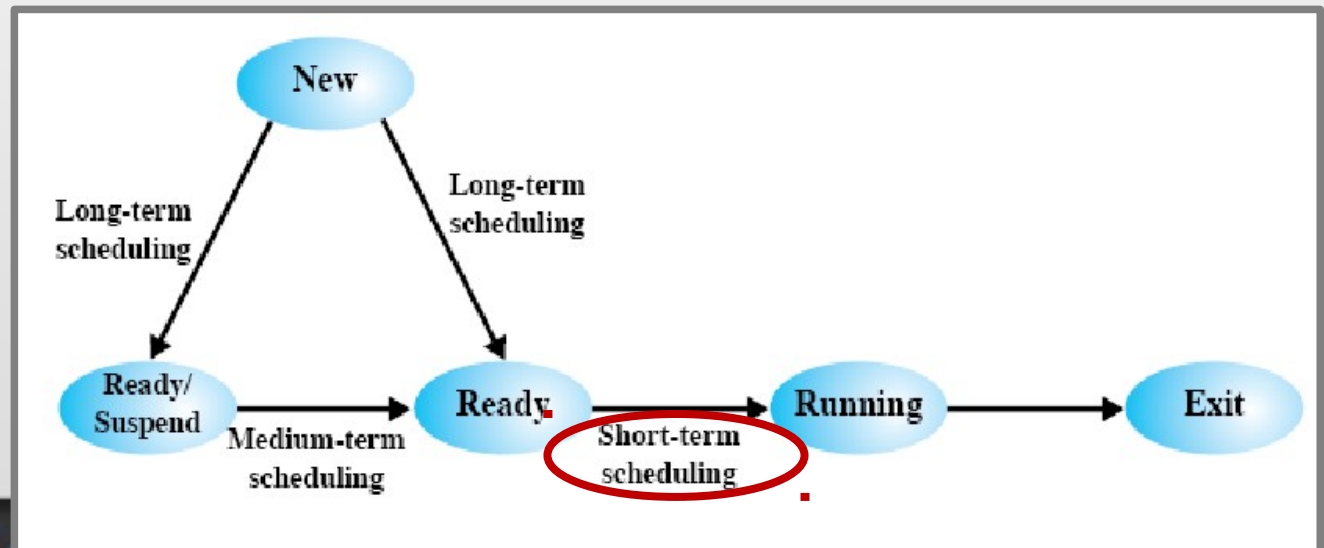 New
Long-term
scheduling
Long-term
scheduling
Ready/
Suspend
Medium-term
scheduling
Ready
Short-term
scheduling
Running
Exit